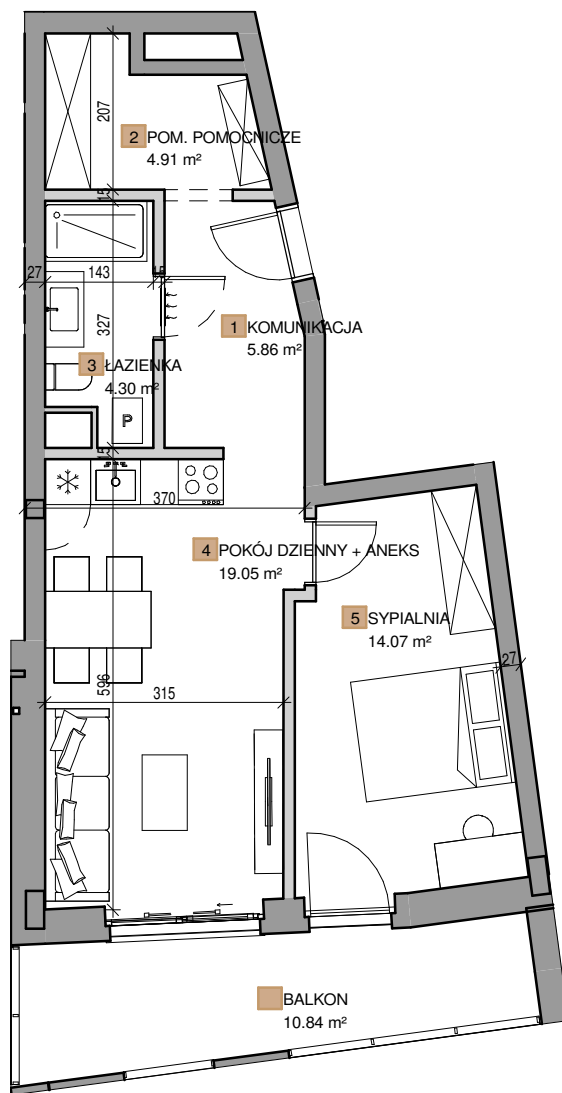 207
2 POM. POMOCNICZE
4.91 m²
15
27
143
15
327
1 KOMUNIKACJA
5.86 m²
3 ŁAZIENKA
4.30 m²
P
15
370
4 POKÓJ DZIENNY + ANEKS
19.05 m²
5 SYPIALNIA
14.07 m²
27
596
315
BALKON
10.84 m²